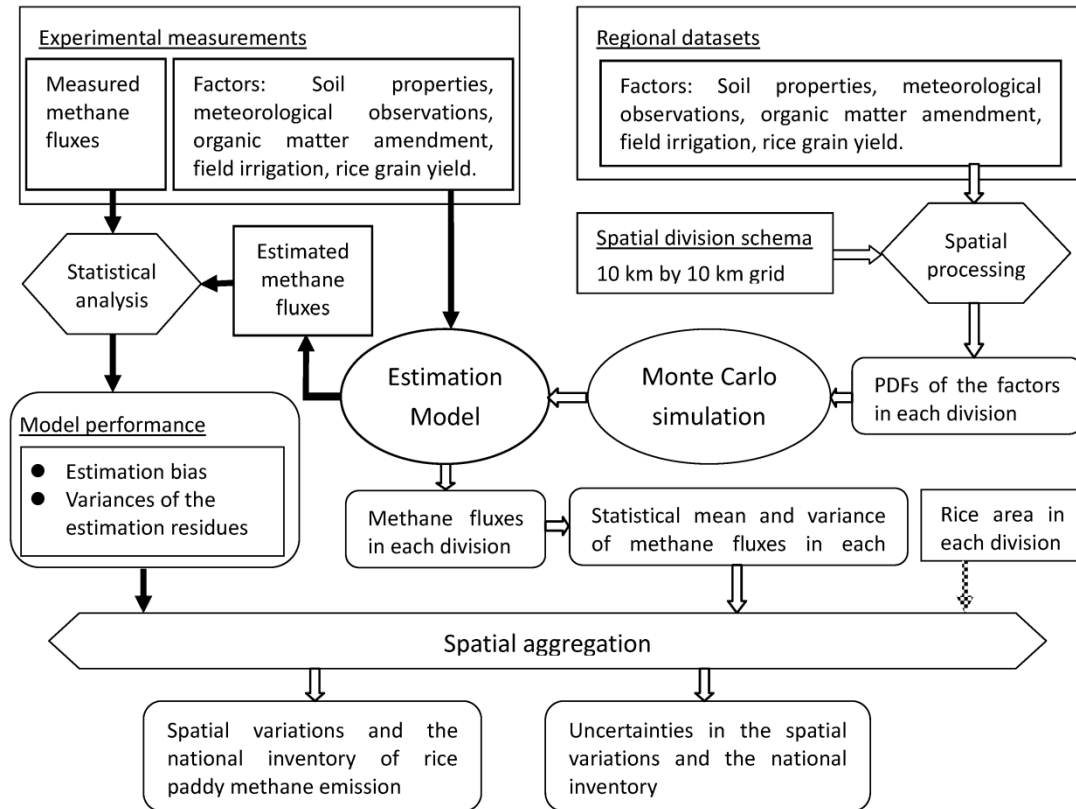 Experimental measurements
Measured
methane
fluxes
Factors: Soil properties,
meteorological observations,
organic matter amendment,
field irrigation, rice grain yield.
Regional datasets
Factors: Soil properties, meteorological
observations, organic matter amendment,
field irrigation, rice grain yield.
Spatial division schema
10 km by 10 km grid
Spatial
processing
Statistical
analysis
Estimated
methane
fluxes
Estimation
Model
Monte Carlo
simulation
PDFs of the factors
in each division
Model performance
● Estimation bias
● Variances of the
estimation residues
Methane fluxes
in each division
Statistical mean and variance
of methane fluxes in each
Rice area in
each division
Spatial aggregation
Spatial variations and the
national inventory of rice
paddy methane emission
Uncertainties in the spatial
variations and the national
inventory